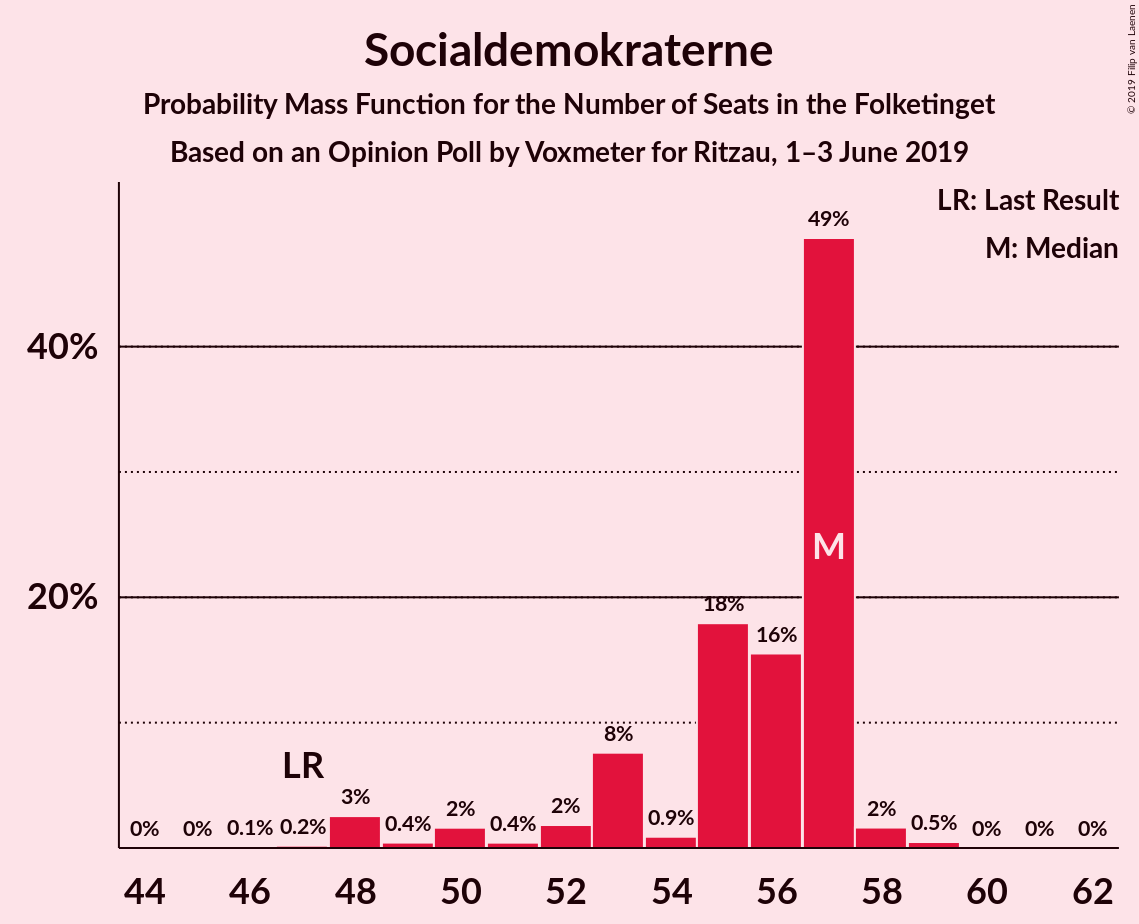 © 2019 Filip van Laenen
Socialdemokraterne
Probability Mass Function for the Number of Seats in the Folketinget
Based on an Opinion Poll by Voxmeter for Ritzau, 1–3 June 2019
LR: Last Result
M: Median
40%
20%
0% 0% 0.1% 0.2% 3% 0.4% 2% 0.4% 2% 8% 0.9% 18% 16% 49% 2% 0.5% 0% 0% 0%
LR
M
44 46 48 50 52 54 56 58 60 62